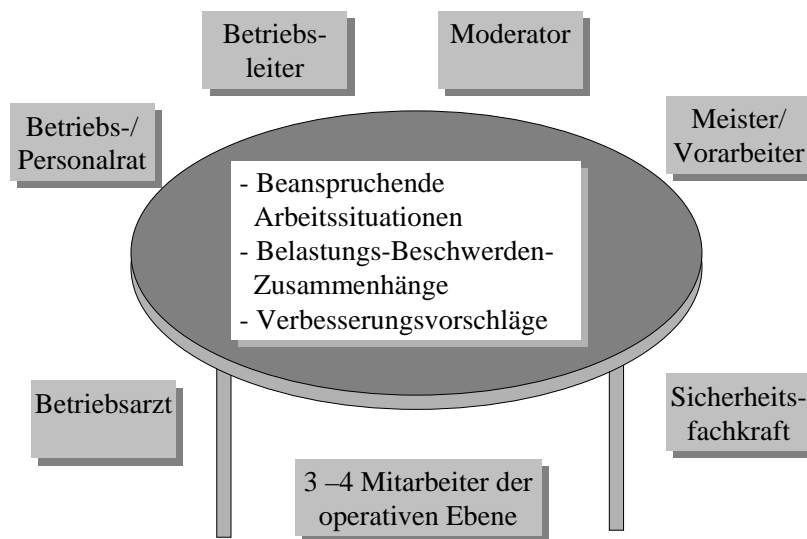 Betriebs-
leiter
Moderator
Betriebs-/
Personalrat
Meister/
Vorarbeiter
- Beanspruchende
Arbeitssituationen
- Belastungs-Beschwerden-
Zusammenhänge
- Verbesserungsvorschläge
Betriebsarzt
Sicherheits-
fachkraft
3 –4 Mitarbeiter der
operativen Ebene